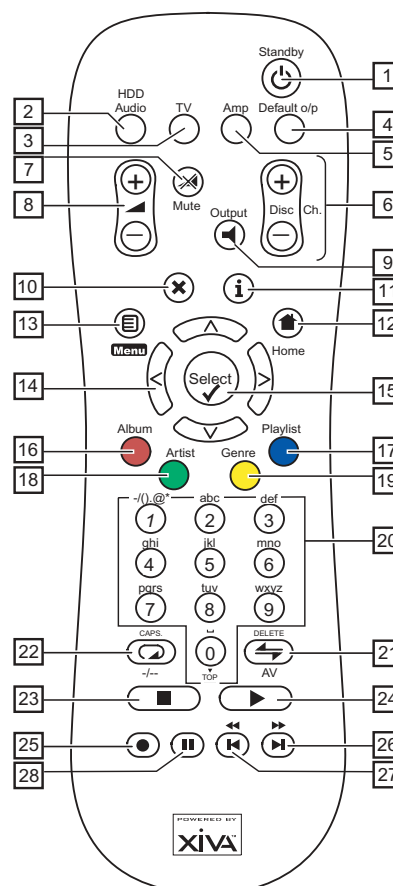 Standby
1
HDD
Audio
TV
Amp
Default o/p
2
3
4
5
7
8
Mute
Output
Disc
Ch.
6
9
10
i
11
13
Menu
Home
12
14
Select
15
Album
Artist
Genre
Playlist
16
18
17
19
-/().@*
abc
def
1
2
3
ghi
jkl
mno
4
5
6
20
pqrs
tuv
wxyz
7
8
9
22
CAPS.
-/--
0
TOP
DELETE
AV
21
23
24
25
28
26
27
POWERED BY
XiVA™